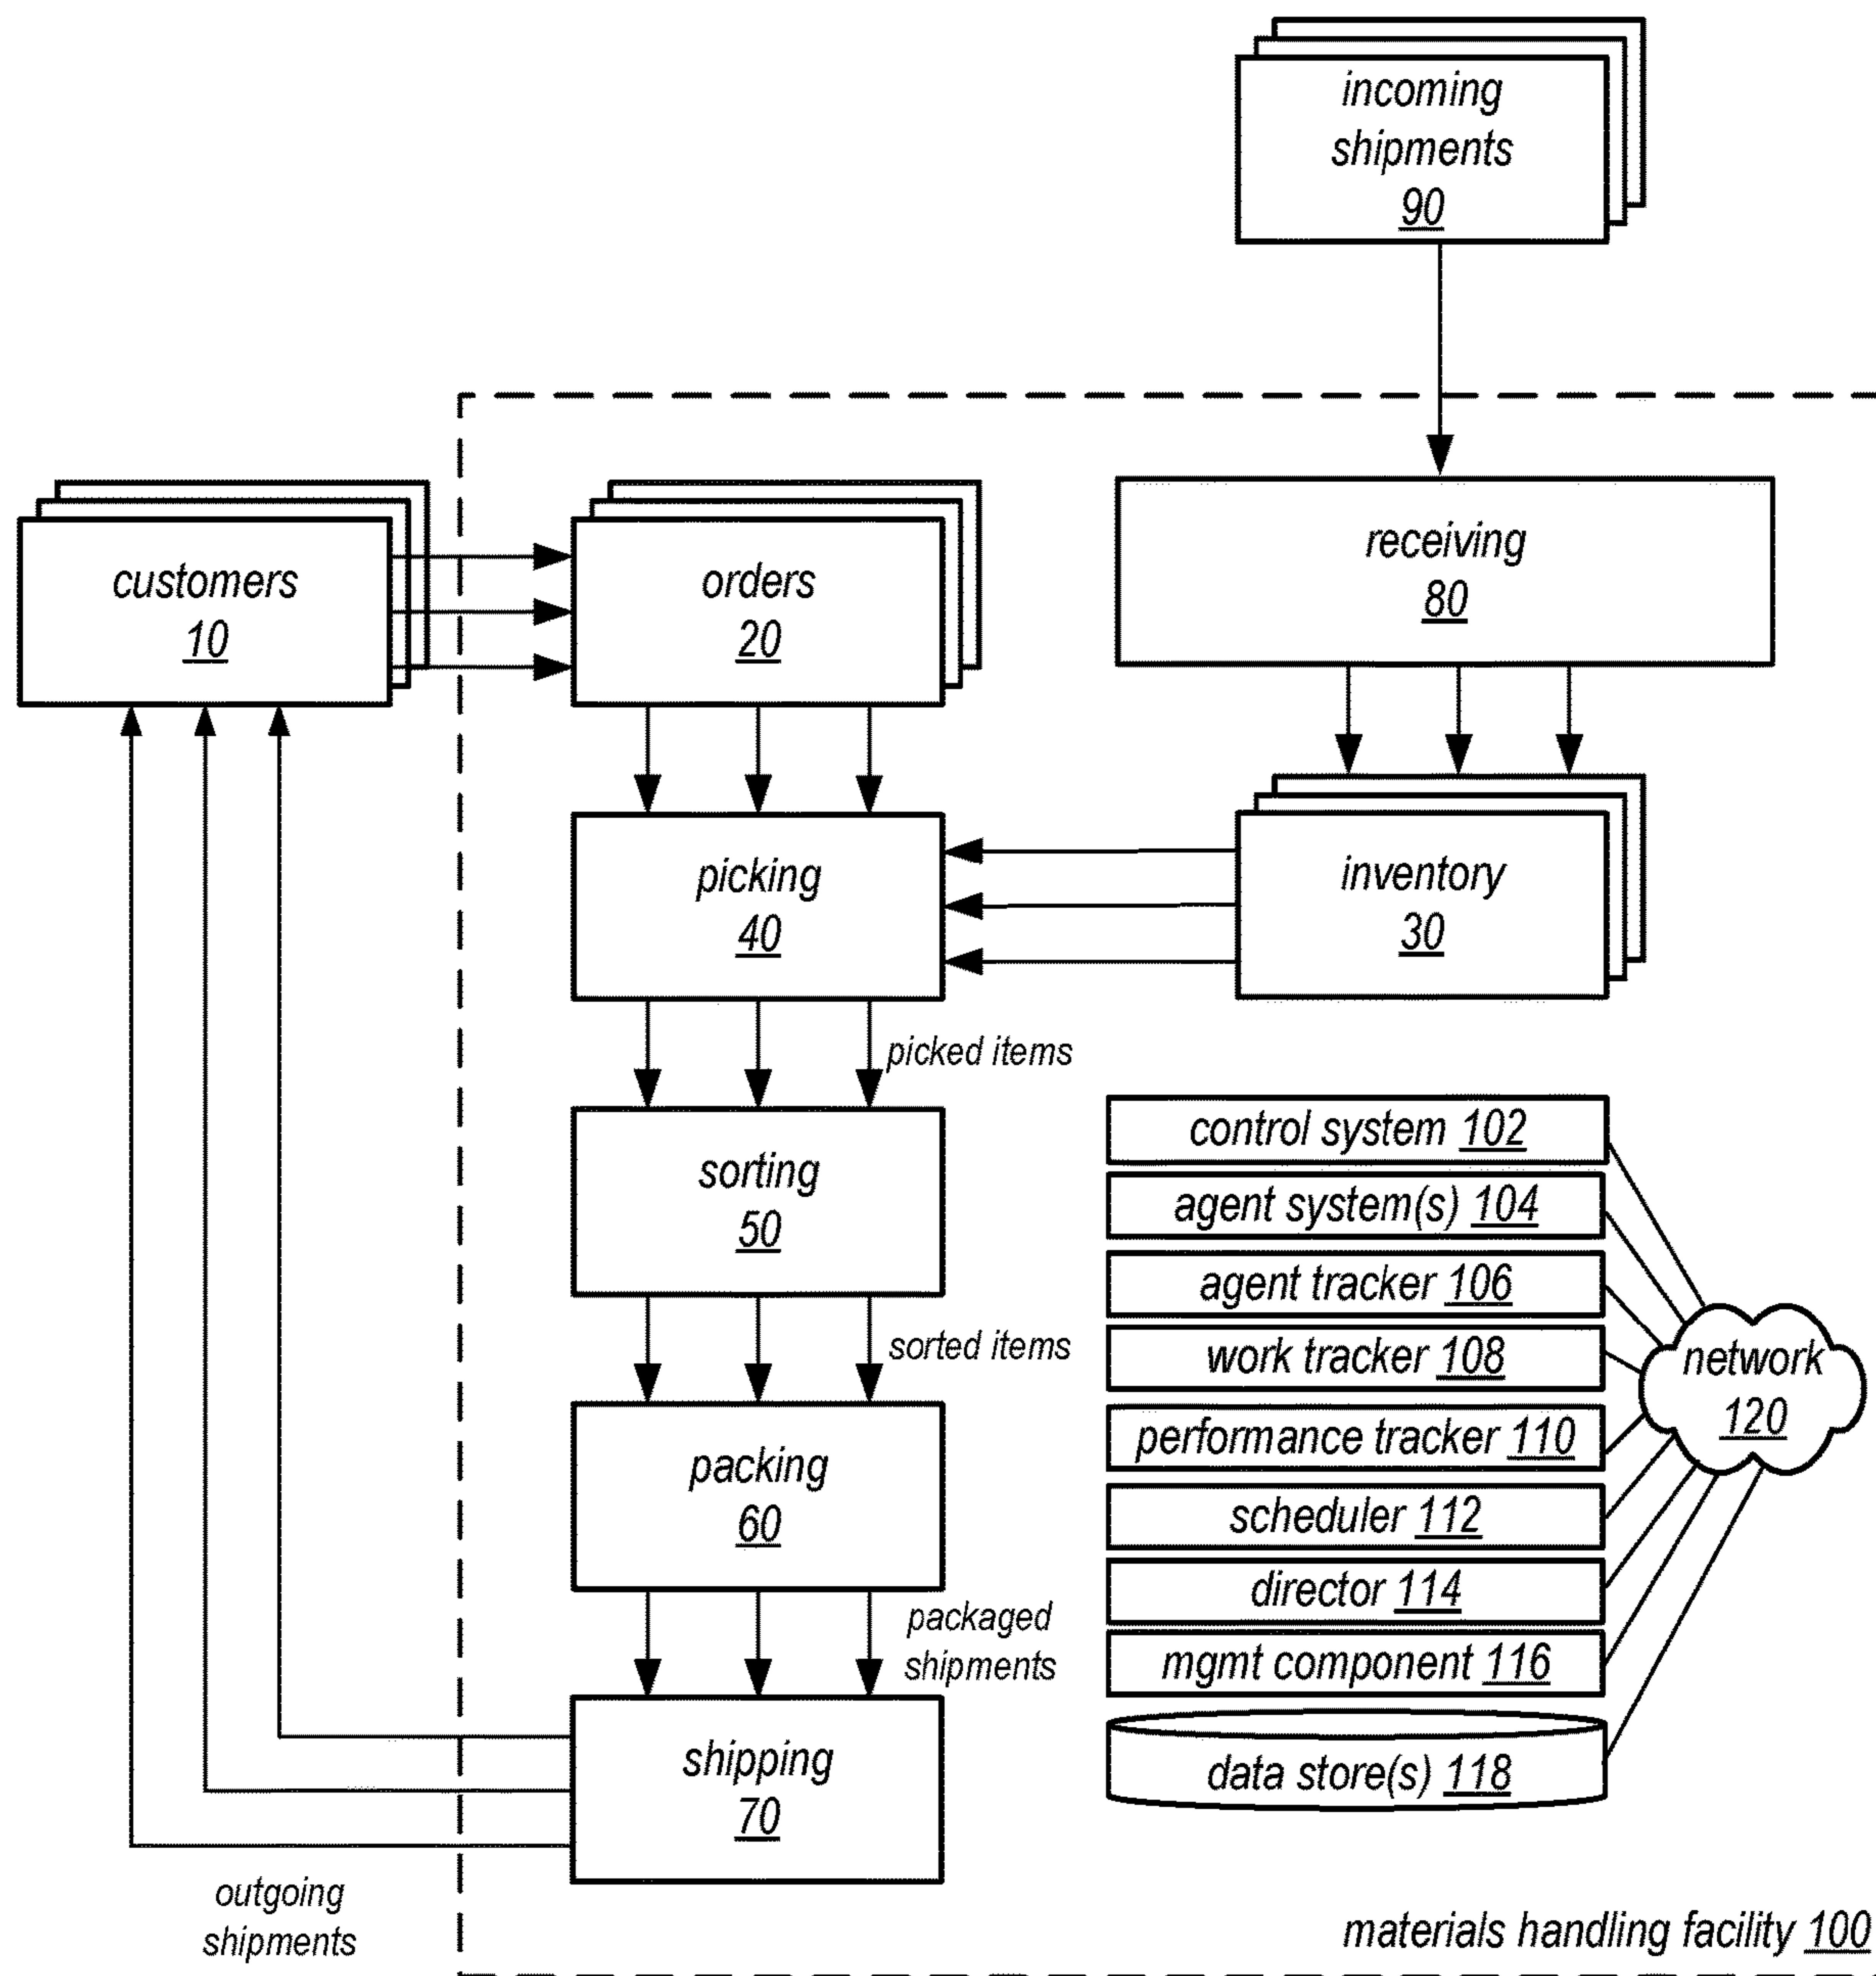 incoming
shipments
90
customers
10
orders
20
receiving
80
picking
40
inventory
30
picked items
sorting
50
sorted items
packing
60
packaged
shipments
shipping
70
outgoing
shipments
control system 102
agent system(s) 104
agent tracker 106
work tracker 108
performance tracker 110
scheduler 112
director 114
mgmt component 116
data store(s) 118
network
120
materials handling facility 100